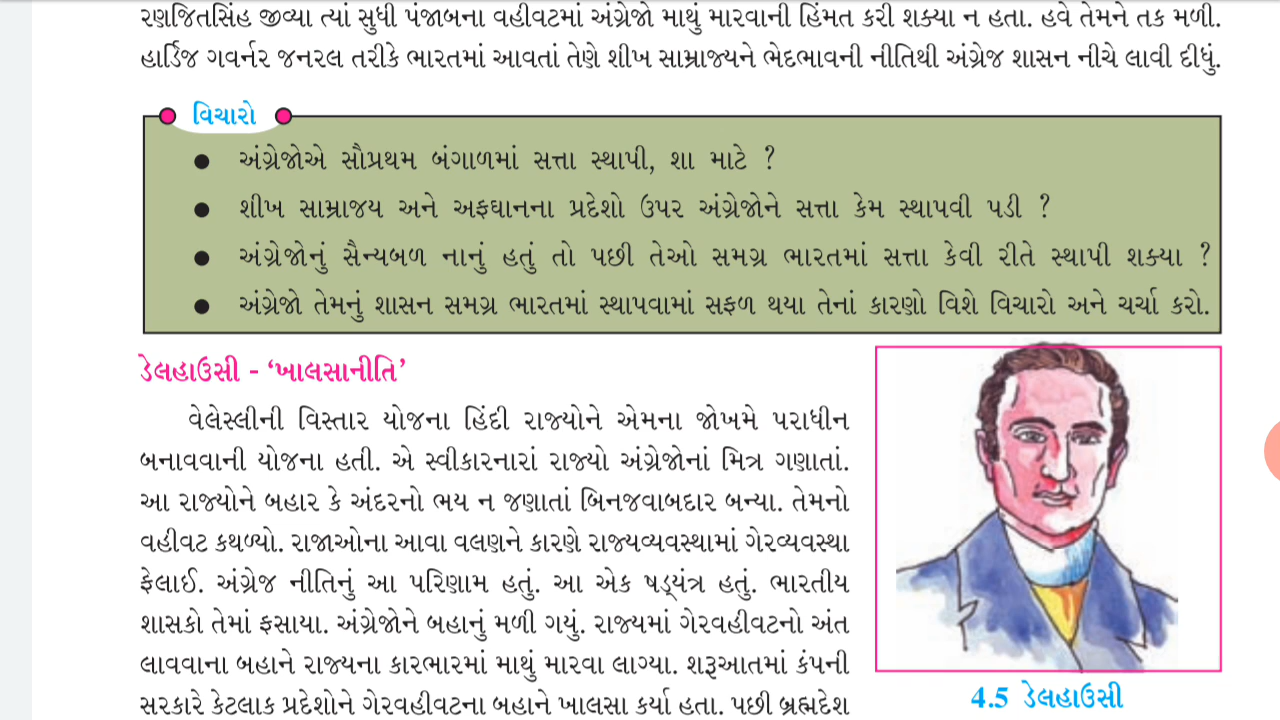 રણજિતસિંહ જીવ્યા ત્યાં સુધી પંજાબના વહીવટમાં અંગ્રેજો માથું મારવાની હિંમત કરી શક્યા ન હતા. હવે તેમને તક મળી.
હાર્ડિંજ ગવર્નર જનરલ તરીકે ભારતમાં આવતાં તેણે શીખ સામ્રાજ્યને ભેદભાવની નીતિથી અંગ્રેજ શાસન નીચે લાવી દીધું.
વિચારો
● અંગ્રેજોએ સૌપ્રથમ બંગાળમાં સત્તા સ્થાપી, શા માટે ?
● શીખ સામ્રાજય અને અફઘાનના પ્રદેશો ઉપર અંગ્રેજોને સત્તા કેમ સ્થાપવી પડી ?
● અંગ્રેજોનું સૈન્યબળ નાનું હતું તો પછી તેઓ સમગ્ર ભારતમાં સત્તા કેવી રીતે સ્થાપી શક્યા ?
● અંગ્રેજો તેમનું શાસન સમગ્ર ભારતમાં સ્થાપવામાં સફળ થયા તેનાં કારણો વિશે વિચારો અને ચર્ચા કરો.
ડેલહાઉસી - ‘ખાલસાનીતિ’
વેલેસ્લીની વિસ્તાર યોજના હિંદી રાજ્યોને એમના જોખમે પરાધીન
બનાવવાની યોજના હતી. એ સ્વીકારનારાં રાજ્યો અંગ્રેજોનાં મિત્ર ગણાતાં.
આ રાજ્યોને બહાર કે અંદરનો ભય ન જણાતાં બિનજવાબદાર બન્યા. તેમનો
વહીવટ કથળ્યો. રાજાઓના આવા વલણને કારણે રાજ્યવ્યવસ્થામાં ગેરવ્યવસ્થા
ફેલાઈ. અંગ્રેજ નીતિનું આ પરિણામ હતું. આ એક ષડ્યંત્ર હતું. ભારતીય
શાસકો તેમાં ફસાયા. અંગ્રેજોને બહાનું મળી ગયું. રાજ્યમાં ગેરવહીવટનો અંત
લાવવાના બહાને રાજ્યના કારભારમાં માથું મારવા લાગ્યા. શરૂઆતમાં કંપની
સરકારે કેટલાક પ્રદેશોને ગેરવહીવટના બહાને ખાલસા કર્યા હતા. પછી બ્રહ્મદેશ
4.5 ડેલહાઉસી